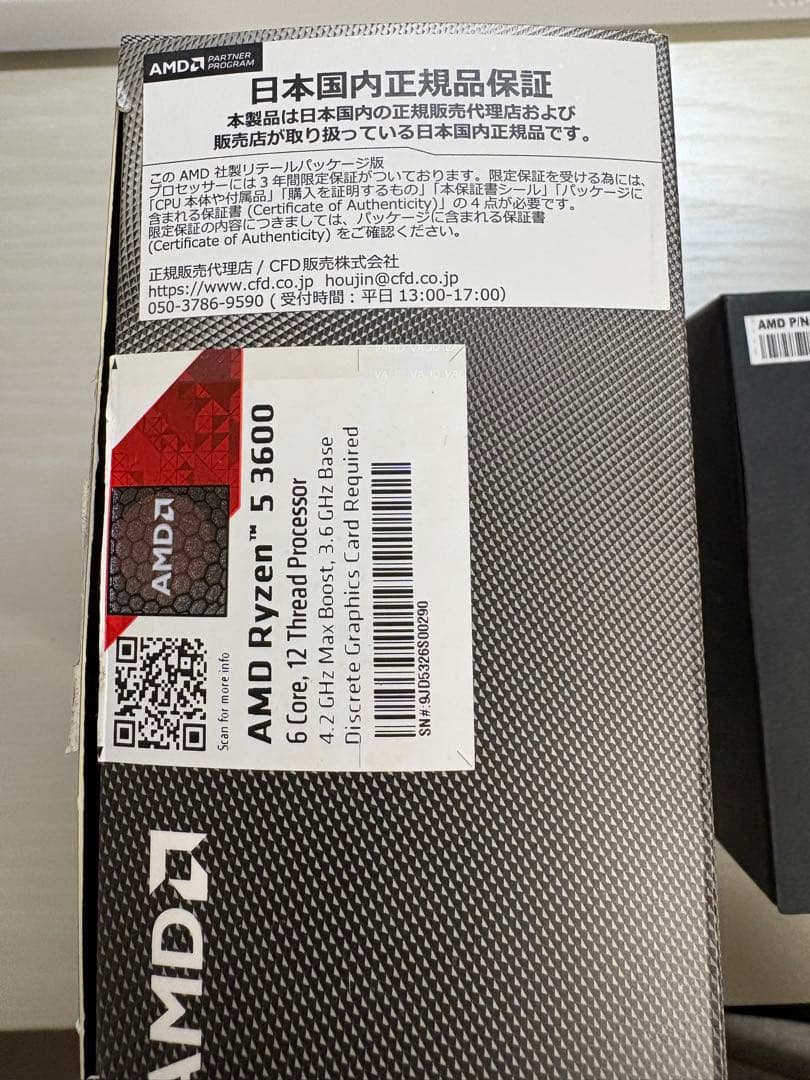 AMD PARTNER PROGRAM
日本国内正規品保証
本製品は日本国内の正規販売代理店および
販売店が取り扱っている日本国内正規品です。
この AMD 社製リテールパッケージ版
プロセッサーには 3 年間限定保証がついております。限定保証を受ける為には、
「CPU 本体や付属品」「購入を証明するもの」「本保証書シール」「パッケージに
含まれる保証書 (Certificate of Authenticity)」の 4 点が必要です。
限定保証の内容につきましては、パッケージに含まれる保証書
(Certificate of Authenticity) をご確認ください。
正規販売代理店 / CFD販売株式会社
https://www.cfd.co.jp houjin@cfd.co.jp
050-3786-9590 ( 受付時間 : 平日 13:00-17:00)
AMD
Scan for more info
AMD Ryzen™ 5 3600
6 Core, 12 Thread Processor
4.2 GHz Max Boost, 3.6 GHz Base
Discrete Graphics Card Required
SN#:9JD5326S00290
AMD
AMD P/N